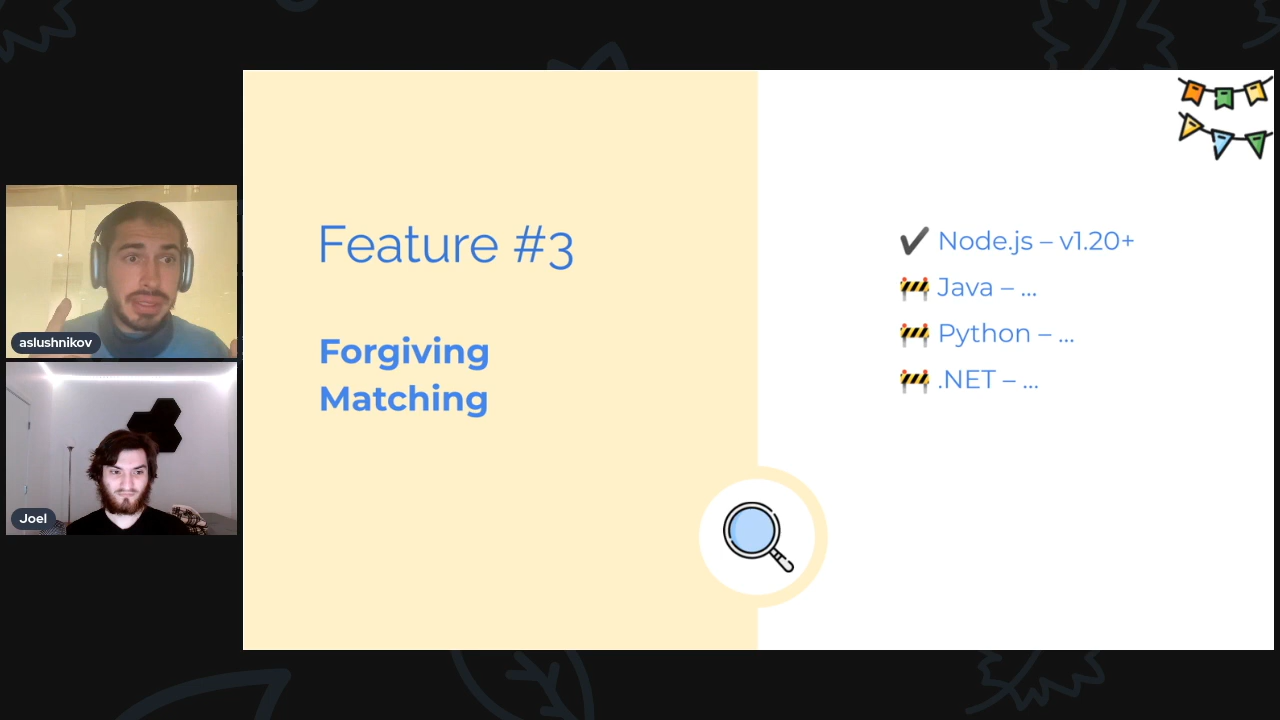 aslushnikov
Joel
Feature #3
Forgiving
Matching
✔️ Node.js – v1.20+
🚧 Java – ...
🚧 Python – ...
🚧 .NET – ...